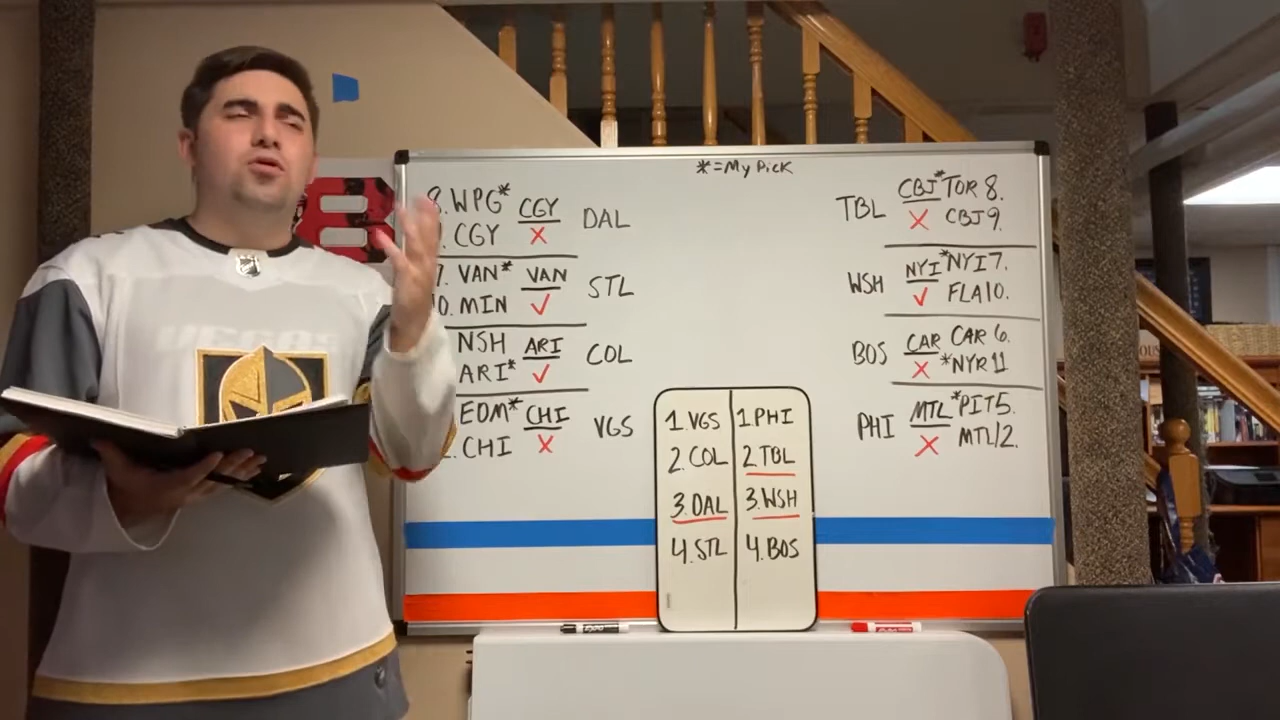 *=My Pick
8. WPG* CGY DAL
. CGY X
7. VAN* VAN STL
0. MIN ✓
NSH ARI COL
ARI* ✓
EDM* CHI VGS
. CHI X
TBL CBJ *TOR 8.
X CBJ 9.
WSH NYI *NYI 7.
✓ FLA 10.
BOS CAR CAR 6.
X *NYR 11
PHI MTL *PIT 5.
X MTL 12.
1. VGS 1. PHI
2. COL 2. TBL
3. DAL 3. WSH
4. STL 4. BOS